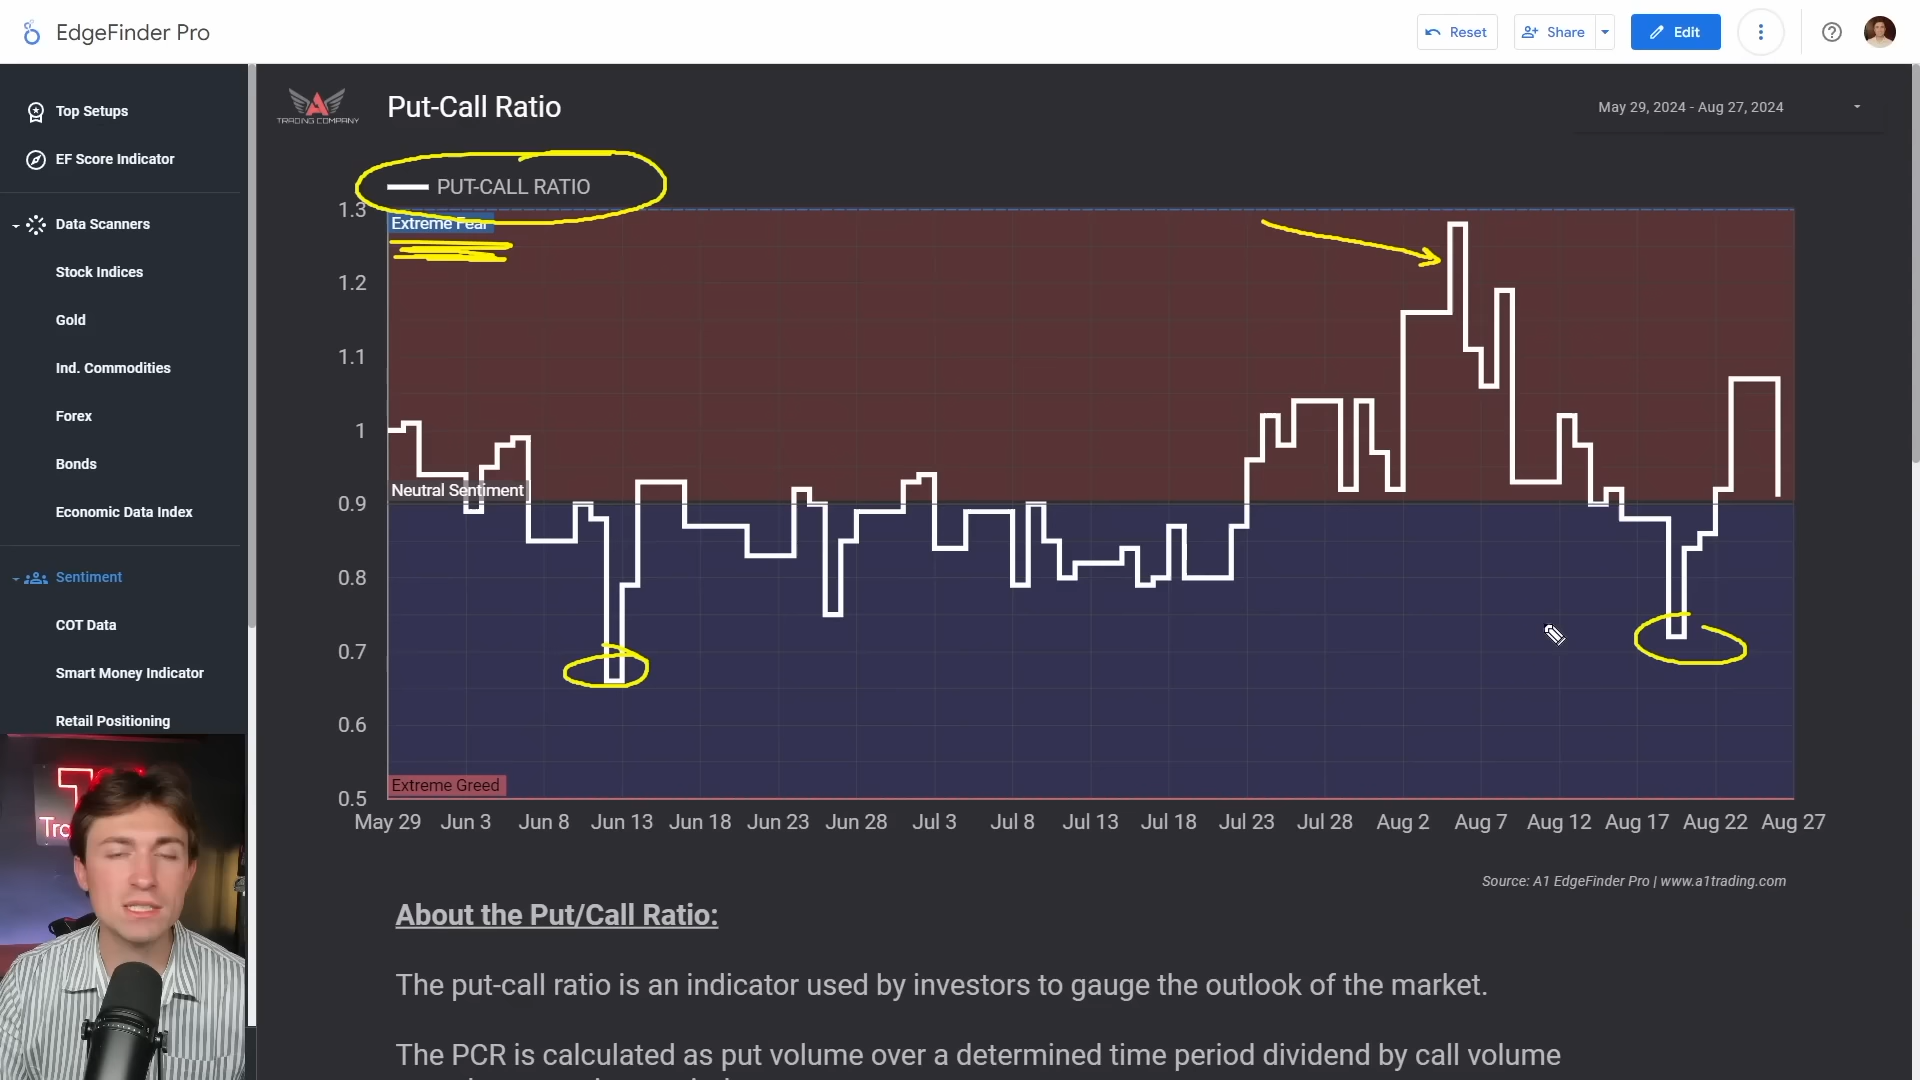 EdgeFinder Pro
Reset
Share
Edit
Top Setups
EF Score Indicator
Data Scanners
Stock Indices
Gold
Ind. Commodities
Forex
Bonds
Economic Data Index
Sentiment
COT Data
Smart Money Indicator
Retail Positioning
A
TRADING COMPANY
Put-Call Ratio
May 29, 2024 - Aug 27, 2024
PUT-CALL RATIO
1.3
Extreme Fear
1.2
1.1
1
Neutral Sentiment
0.9
0.8
0.7
0.6
Extreme Greed
0.5
May 29 Jun 3 Jun 8 Jun 13 Jun 18 Jun 23 Jun 28 Jul 3 Jul 8 Jul 13 Jul 18 Jul 23 Jul 28 Aug 2 Aug 7 Aug 12 Aug 17 Aug 22 Aug 27
Source: A1 EdgeFinder Pro | www.a1trading.com
About the Put/Call Ratio:
The put-call ratio is an indicator used by investors to gauge the outlook of the market.
The PCR is calculated as put volume over a determined time period dividend by call volume